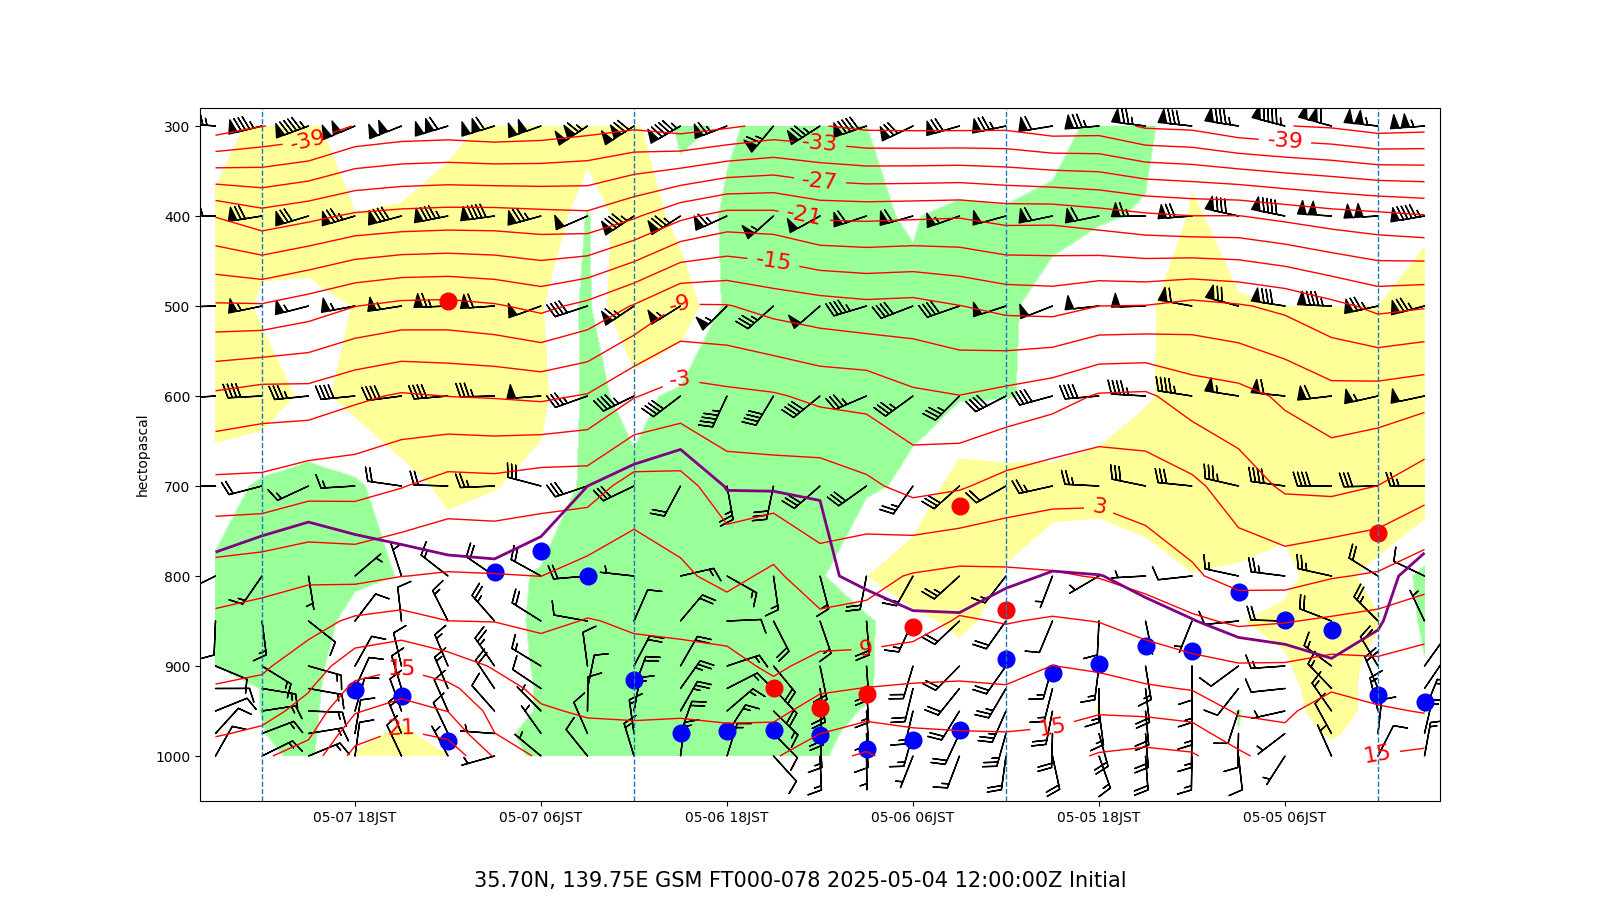 300
400
500
600
700
800
900
1000
hectopascal
-39
-33
-39
-27
-21
-15
-9
-3
3
9
15
21
15
15
05-07 18JST
05-07 06JST
05-06 18JST
05-06 06JST
05-05 18JST
05-05 06JST
35.70N, 139.75E GSM FT000-078 2025-05-04 12:00:00Z Initial